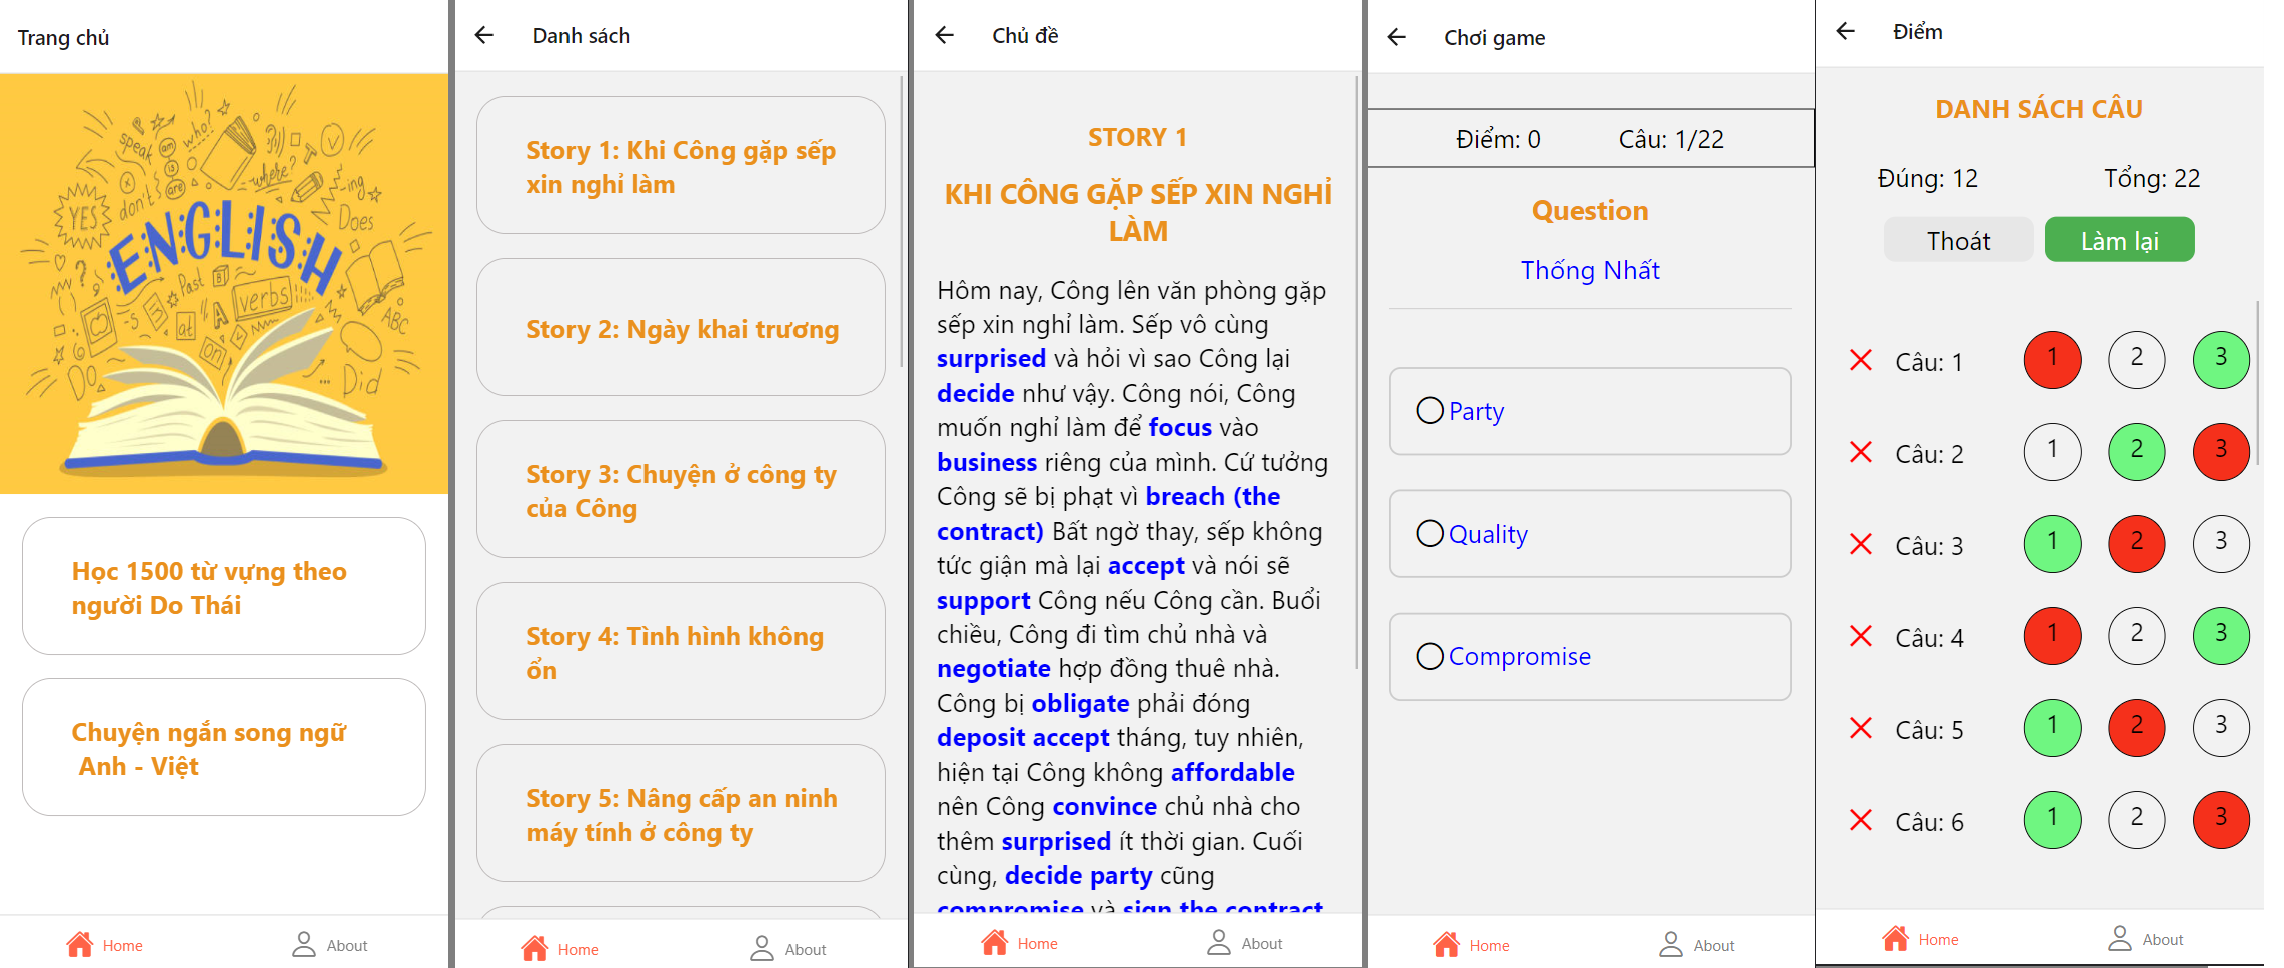 Trang chủ
speak
am
is
are
who?
where
-ing
YES
don't
Does
ENGLISH
Past
verbs
ABC
-s
at
on
Do
Did
Học 1500 từ vựng theo
người Do Thái
Chuyện ngắn song ngữ
Anh - Việt
Home
About
Danh sách
Story 1: Khi Công gặp sếp
xin nghỉ làm
Story 2: Ngày khai trương
Story 3: Chuyện ở công ty
của Công
Story 4: Tình hình không
ổn
Story 5: Nâng cấp an ninh
máy tính ở công ty
Home
About
Chủ đề
STORY 1
KHI CÔNG GẶP SẾP XIN NGHỈ
LÀM
Hôm nay, Công lên văn phòng gặp
sếp xin nghỉ làm. Sếp vô cùng
surprised và hỏi vì sao Công lại
decide như vậy. Công nói, Công
muốn nghỉ làm để focus vào
business riêng của mình. Cứ tưởng
Công sẽ bị phạt vì breach (the
contract) Bất ngờ thay, sếp không
tức giận mà lại accept và nói sẽ
support Công nếu Công cần. Buổi
chiều, Công đi tìm chủ nhà và
negotiate hợp đồng thuê nhà.
Công bị obligate phải đóng
deposit accept tháng, tuy nhiên,
hiện tại Công không affordable
nên Công convince chủ nhà cho
thêm surprised ít thời gian. Cuối
cùng, decide party cũng
compromise và sign the contract
Home
About
Chơi game
Điểm: 0
Câu: 1/22
Question
Thống Nhất
Party
Quality
Compromise
Home
About
Điểm
DANH SÁCH CÂU
Đúng: 12
Tổng: 22
Thoát
Làm lại
Câu: 1 1 2 3
Câu: 2 1 2 3
Câu: 3 1 2 3
Câu: 4 1 2 3
Câu: 5 1 2 3
Câu: 6 1 2 3
Home
About